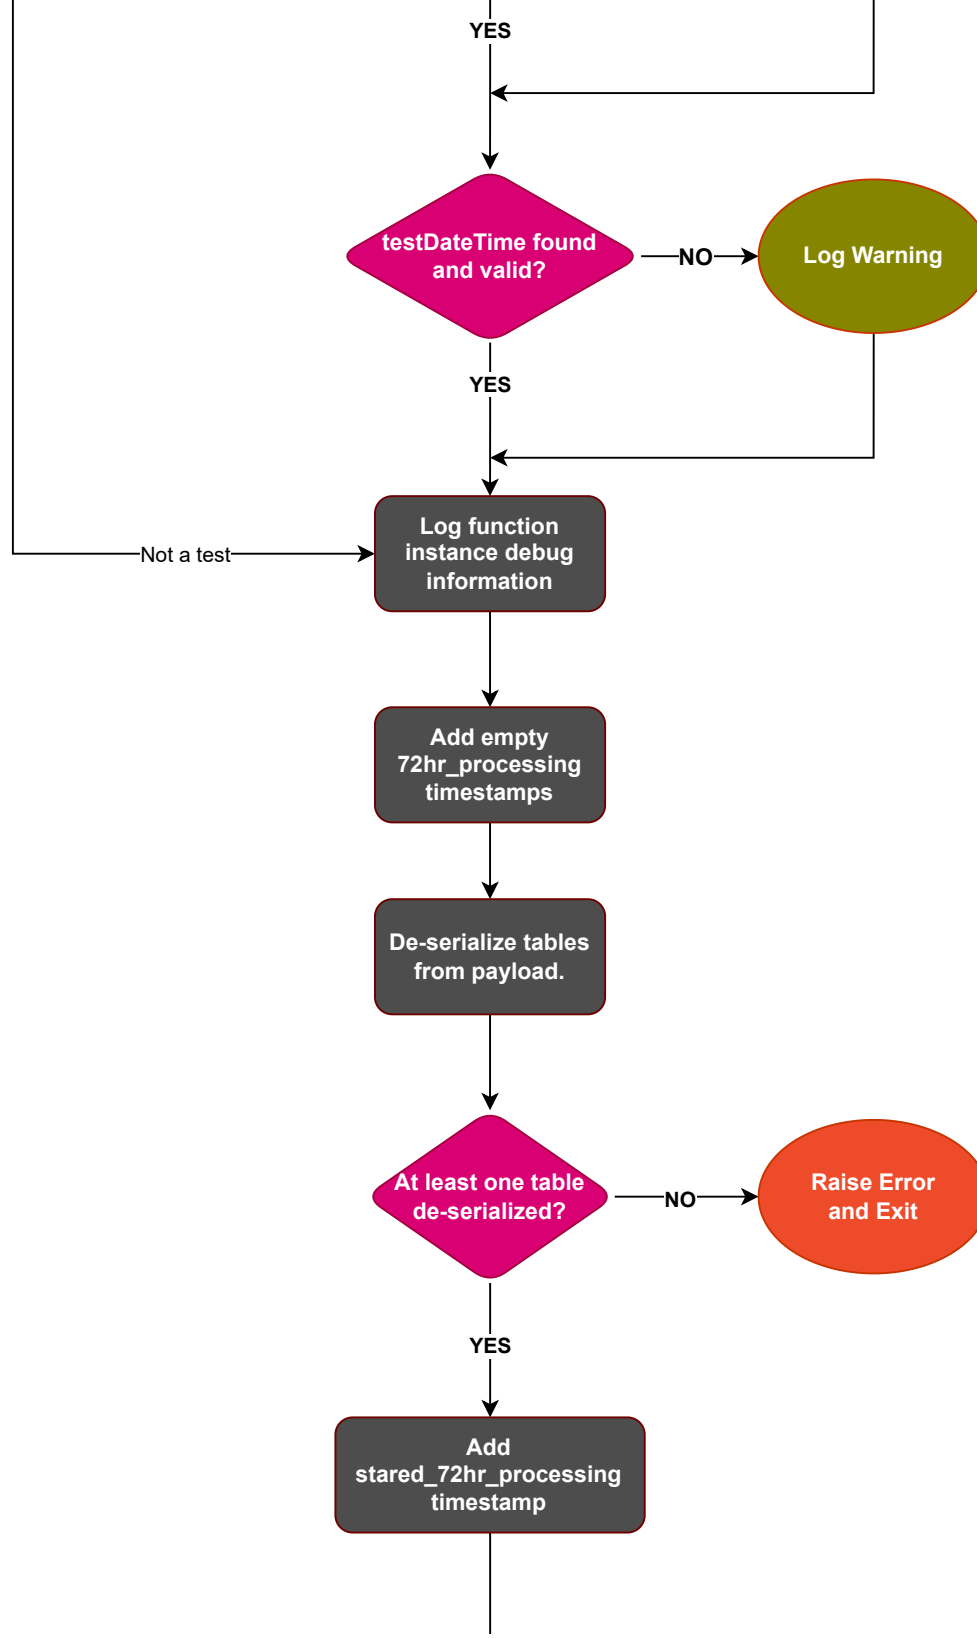 YES
testDateTime found
and valid?
NO
Log Warning
YES
Log function
instance debug
information
Not a test
Add empty
72hr_processing
timestamps
De-serialize tables
from payload.
At least one table
de-serialized?
NO
Raise Error
and Exit
YES
Add
stared_72hr_processing
timestamp